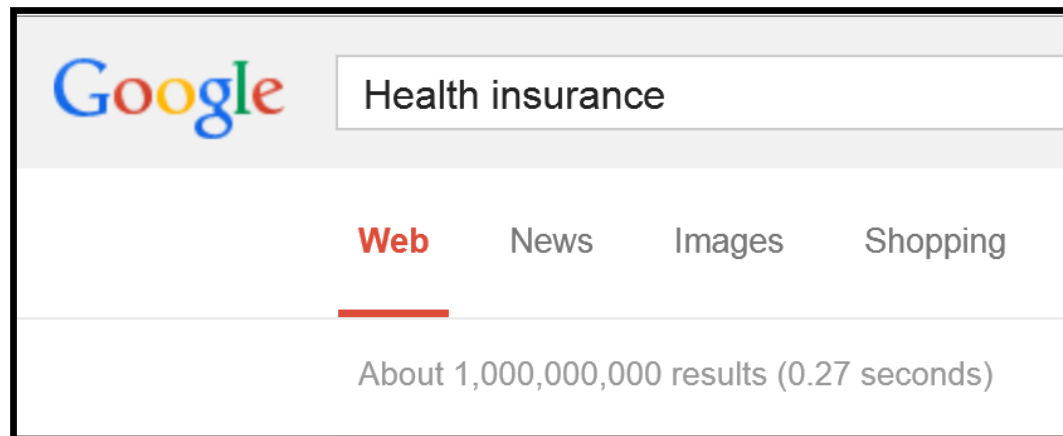 Google Health insurance
Web News Images Shopping
About 1,000,000,000 results (0.27 seconds)